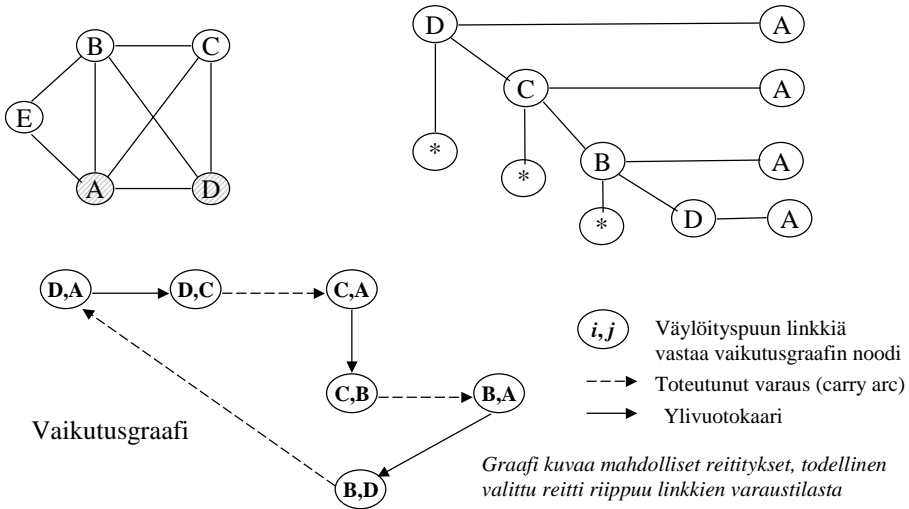 B C
E
A D
D A
C A
* B A
*
* D A
D,A D,C C,A
C,B B,A
B,D
Vaikutusgraafi
i,j Väylöityspuun linkkiä
vastaa vaikutusgraafin noodi
Toteutunut varaus (carry arc)
Ylivuotokaari
Graafi kuvaa mahdolliset reititykset, todellinen
valittu reitti riippuu linkkien varaustilasta